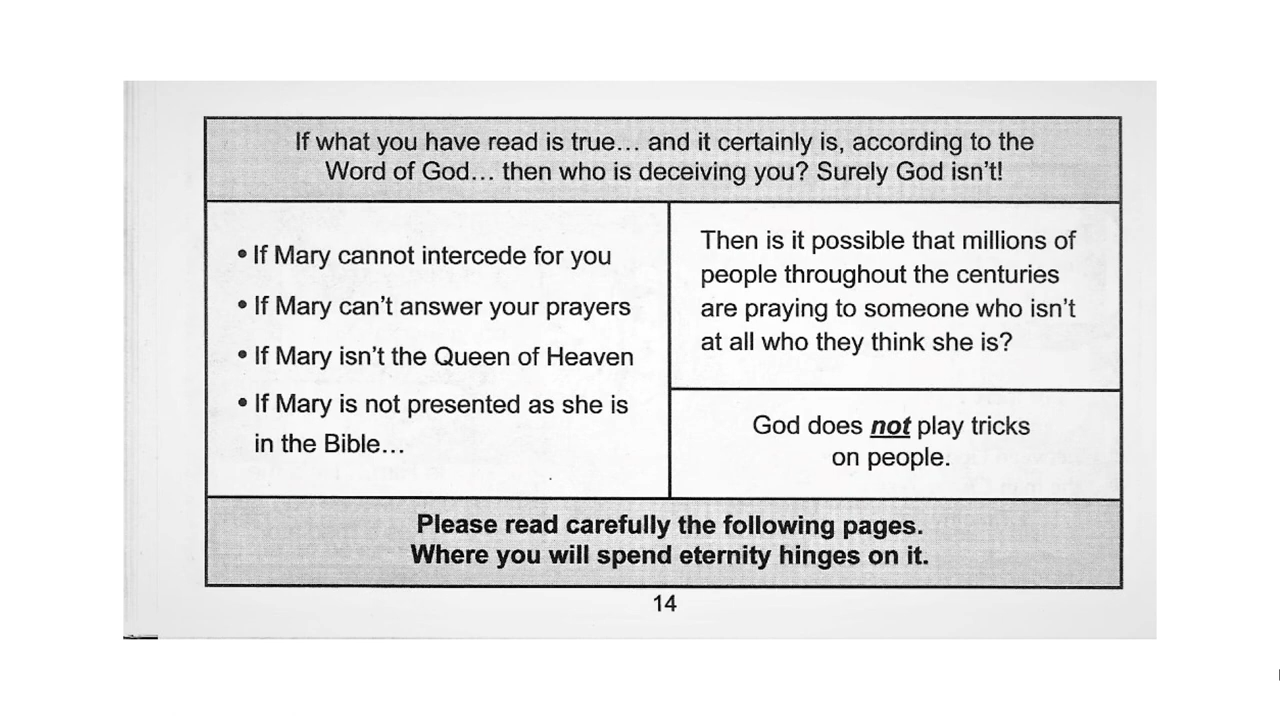 If what you have read is true... and it certainly is, according to the
Word of God... then who is deceiving you? Surely God isn't!
• If Mary cannot intercede for you
• If Mary can't answer your prayers
• If Mary isn't the Queen of Heaven
• If Mary is not presented as she is
in the Bible...
Then is it possible that millions of
people throughout the centuries
are praying to someone who isn't
at all who they think she is?
God does not play tricks
on people.
Please read carefully the following pages.
Where you will spend eternity hinges on it.
14